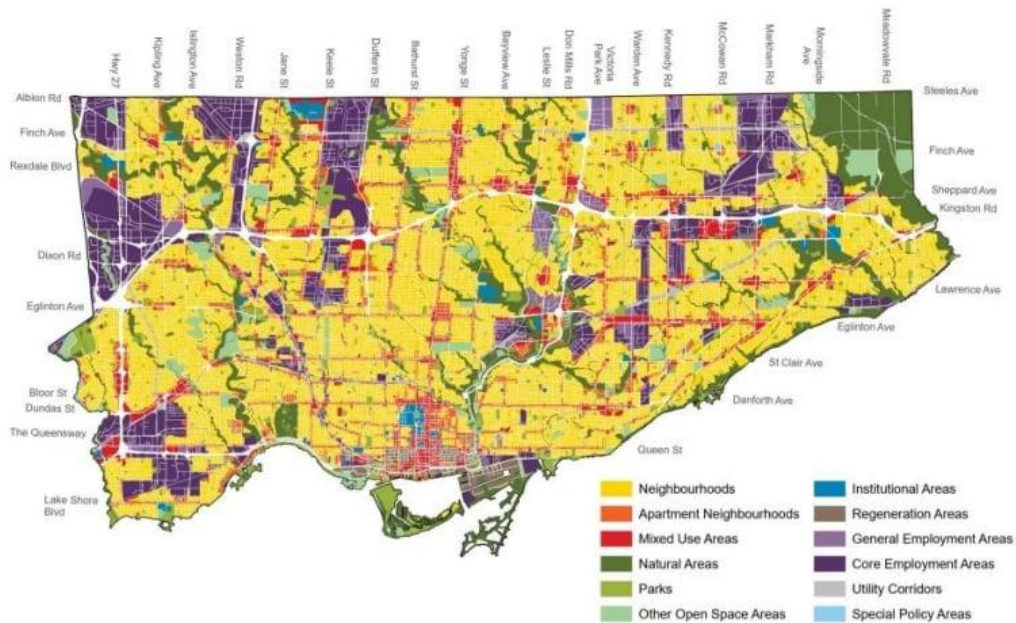 Hwy 27
Kipling Ave
Islington Ave
Weston Rd
Jane St
Keele St
Dufferin St
Bathurst St
Yonge St
Bayview Ave
Leslie St
Don Mills Rd
Victoria
Park Ave
Warden Ave
Kennedy Rd
McCowan Rd
Markham Rd
Morningside
Ave
Meadowvale Rd
Albion Rd
Steeles Ave
Finch Ave
Finch Ave
Rexdale Blvd
Sheppard Ave
Kingston Rd
Dixon Rd
Lawrence Ave
Eglinton Ave
Eglinton Ave
St Clair Ave
Bloor St
Danforth Ave
Dundas St
The Queensway
Queen St
Lake Shore
Blvd
Neighbourhoods
Apartment Neighbourhoods
Mixed Use Areas
Natural Areas
Parks
Other Open Space Areas
Institutional Areas
Regeneration Areas
General Employment Areas
Core Employment Areas
Utility Corridors
Special Policy Areas